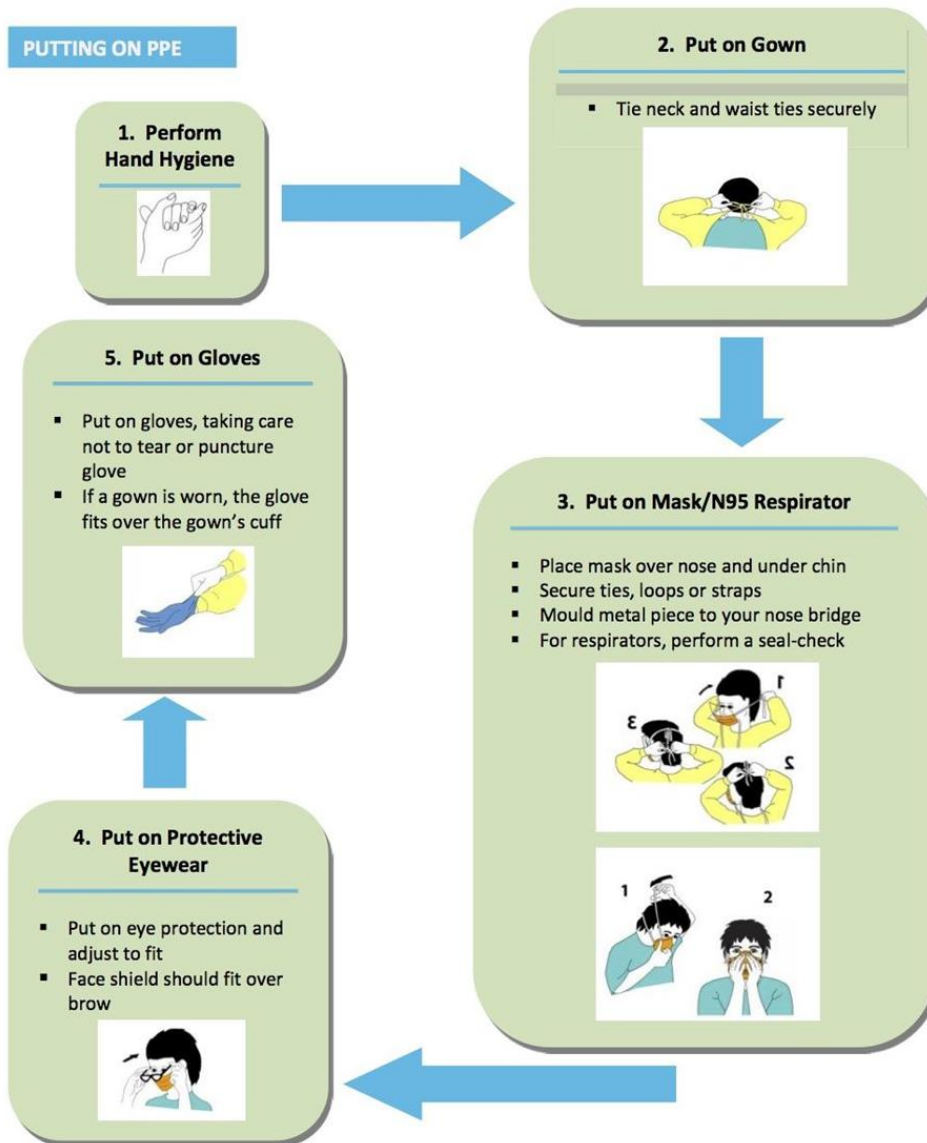 PUTTING ON PPE
1. Perform
Hand Hygiene
2. Put on Gown
▪ Tie neck and waist ties securely
3. Put on Mask/N95 Respirator
▪ Place mask over nose and under chin
▪ Secure ties, loops or straps
▪ Mould metal piece to your nose bridge
▪ For respirators, perform a seal-check
1
2
3
1
2
4. Put on Protective
Eyewear
▪ Put on eye protection and
adjust to fit
▪ Face shield should fit over
brow
5. Put on Gloves
▪ Put on gloves, taking care
not to tear or puncture
glove
▪ If a gown is worn, the glove
fits over the gown’s cuff